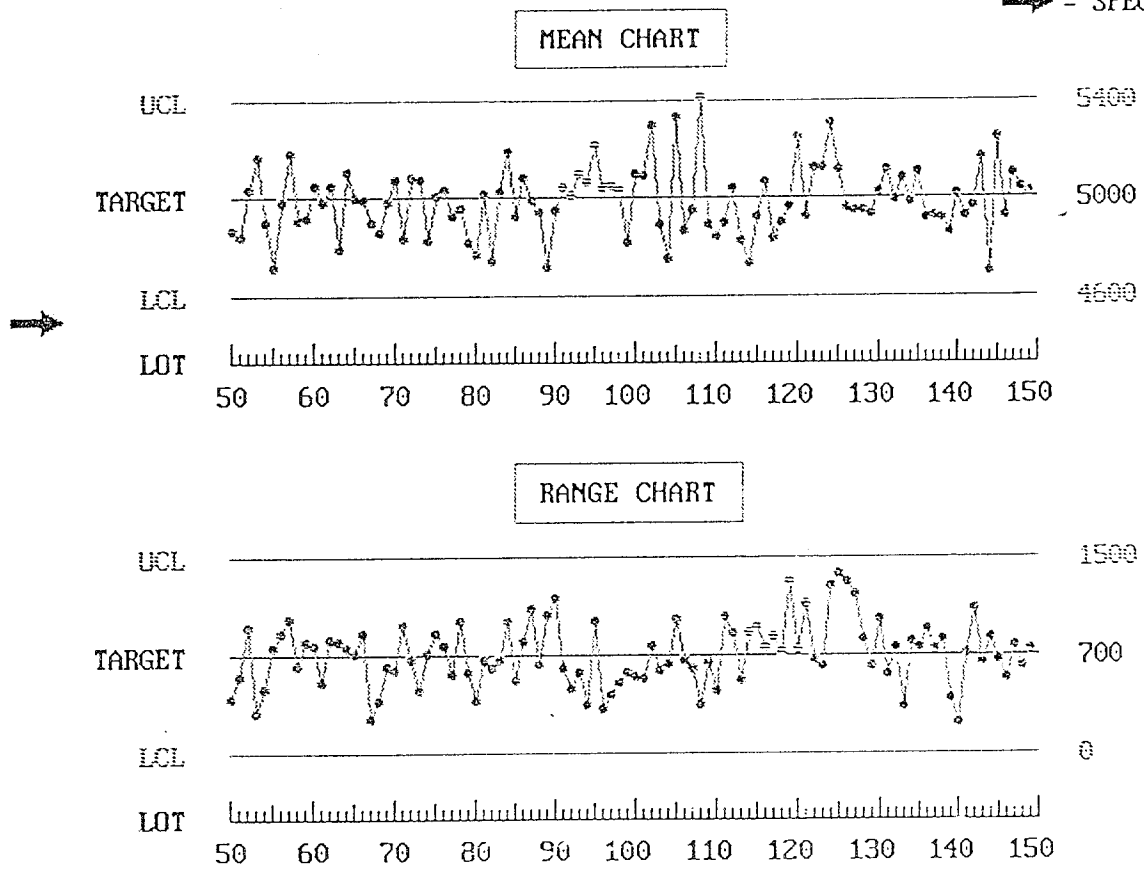 - SPEC
MEAN CHART
UCL 5400
TARGET 5000
LCL 4600
LOT
50 60 70 80 90 100 110 120 130 140 150
RANGE CHART
UCL 1500
TARGET 700
LCL 0
LOT
50 60 70 80 90 100 110 120 130 140 150